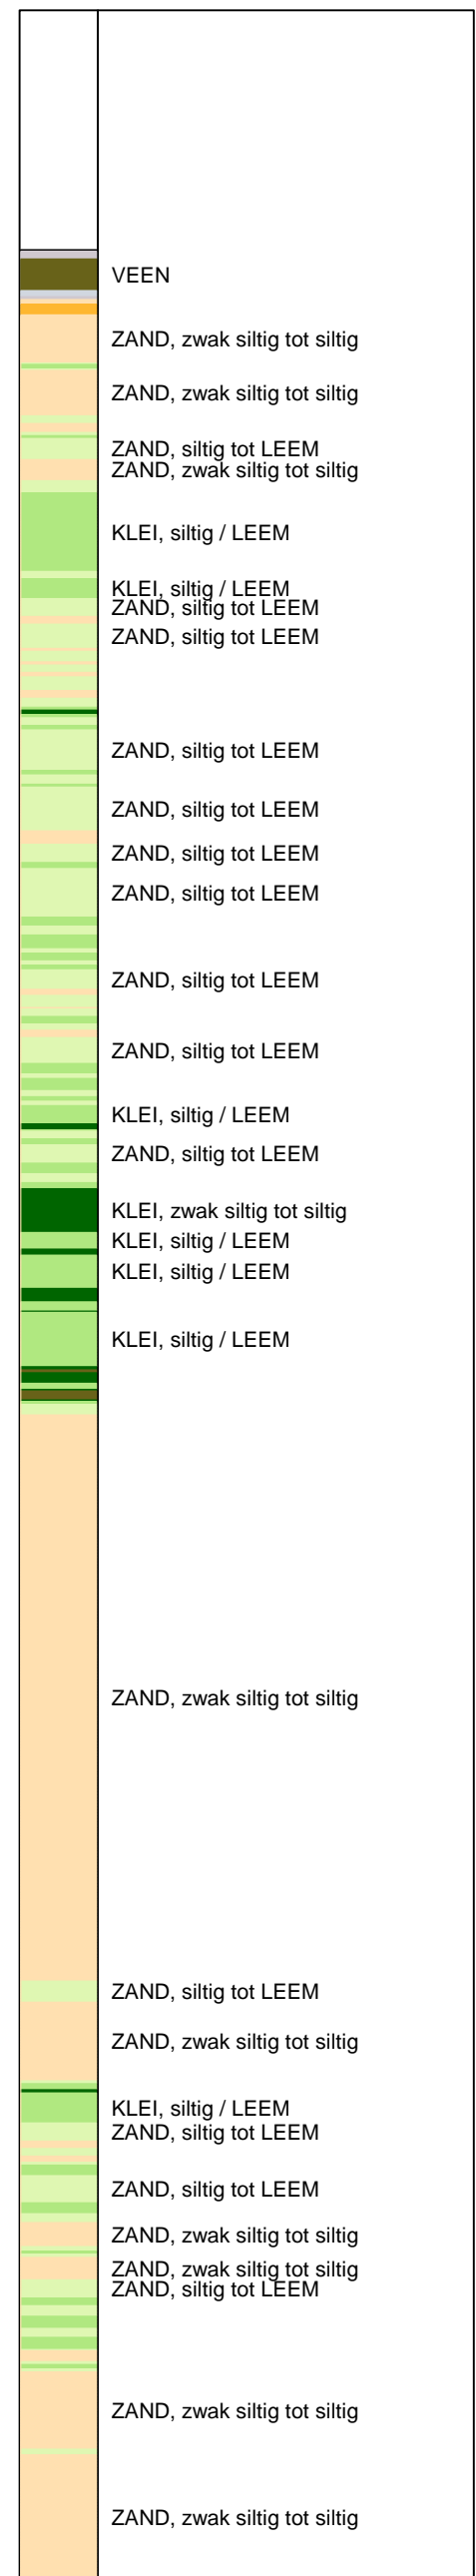 VEEN
ZAND, zwak siltig tot siltig
ZAND, zwak siltig tot siltig
ZAND, siltig tot LEEM
ZAND, zwak siltig tot siltig
KLEI, siltig / LEEM
KLEI, siltig / LEEM
ZAND, siltig tot LEEM
ZAND, siltig tot LEEM
ZAND, siltig tot LEEM
ZAND, siltig tot LEEM
ZAND, siltig tot LEEM
ZAND, siltig tot LEEM
ZAND, siltig tot LEEM
ZAND, siltig tot LEEM
KLEI, siltig / LEEM
ZAND, siltig tot LEEM
KLEI, zwak siltig tot siltig
KLEI, siltig / LEEM
KLEI, siltig / LEEM
KLEI, siltig / LEEM
ZAND, zwak siltig tot siltig
ZAND, siltig tot LEEM
ZAND, zwak siltig tot siltig
KLEI, siltig / LEEM
ZAND, siltig tot LEEM
ZAND, siltig tot LEEM
ZAND, zwak siltig tot siltig
ZAND, zwak siltig tot siltig
ZAND, siltig tot LEEM
ZAND, zwak siltig tot siltig
ZAND, zwak siltig tot siltig